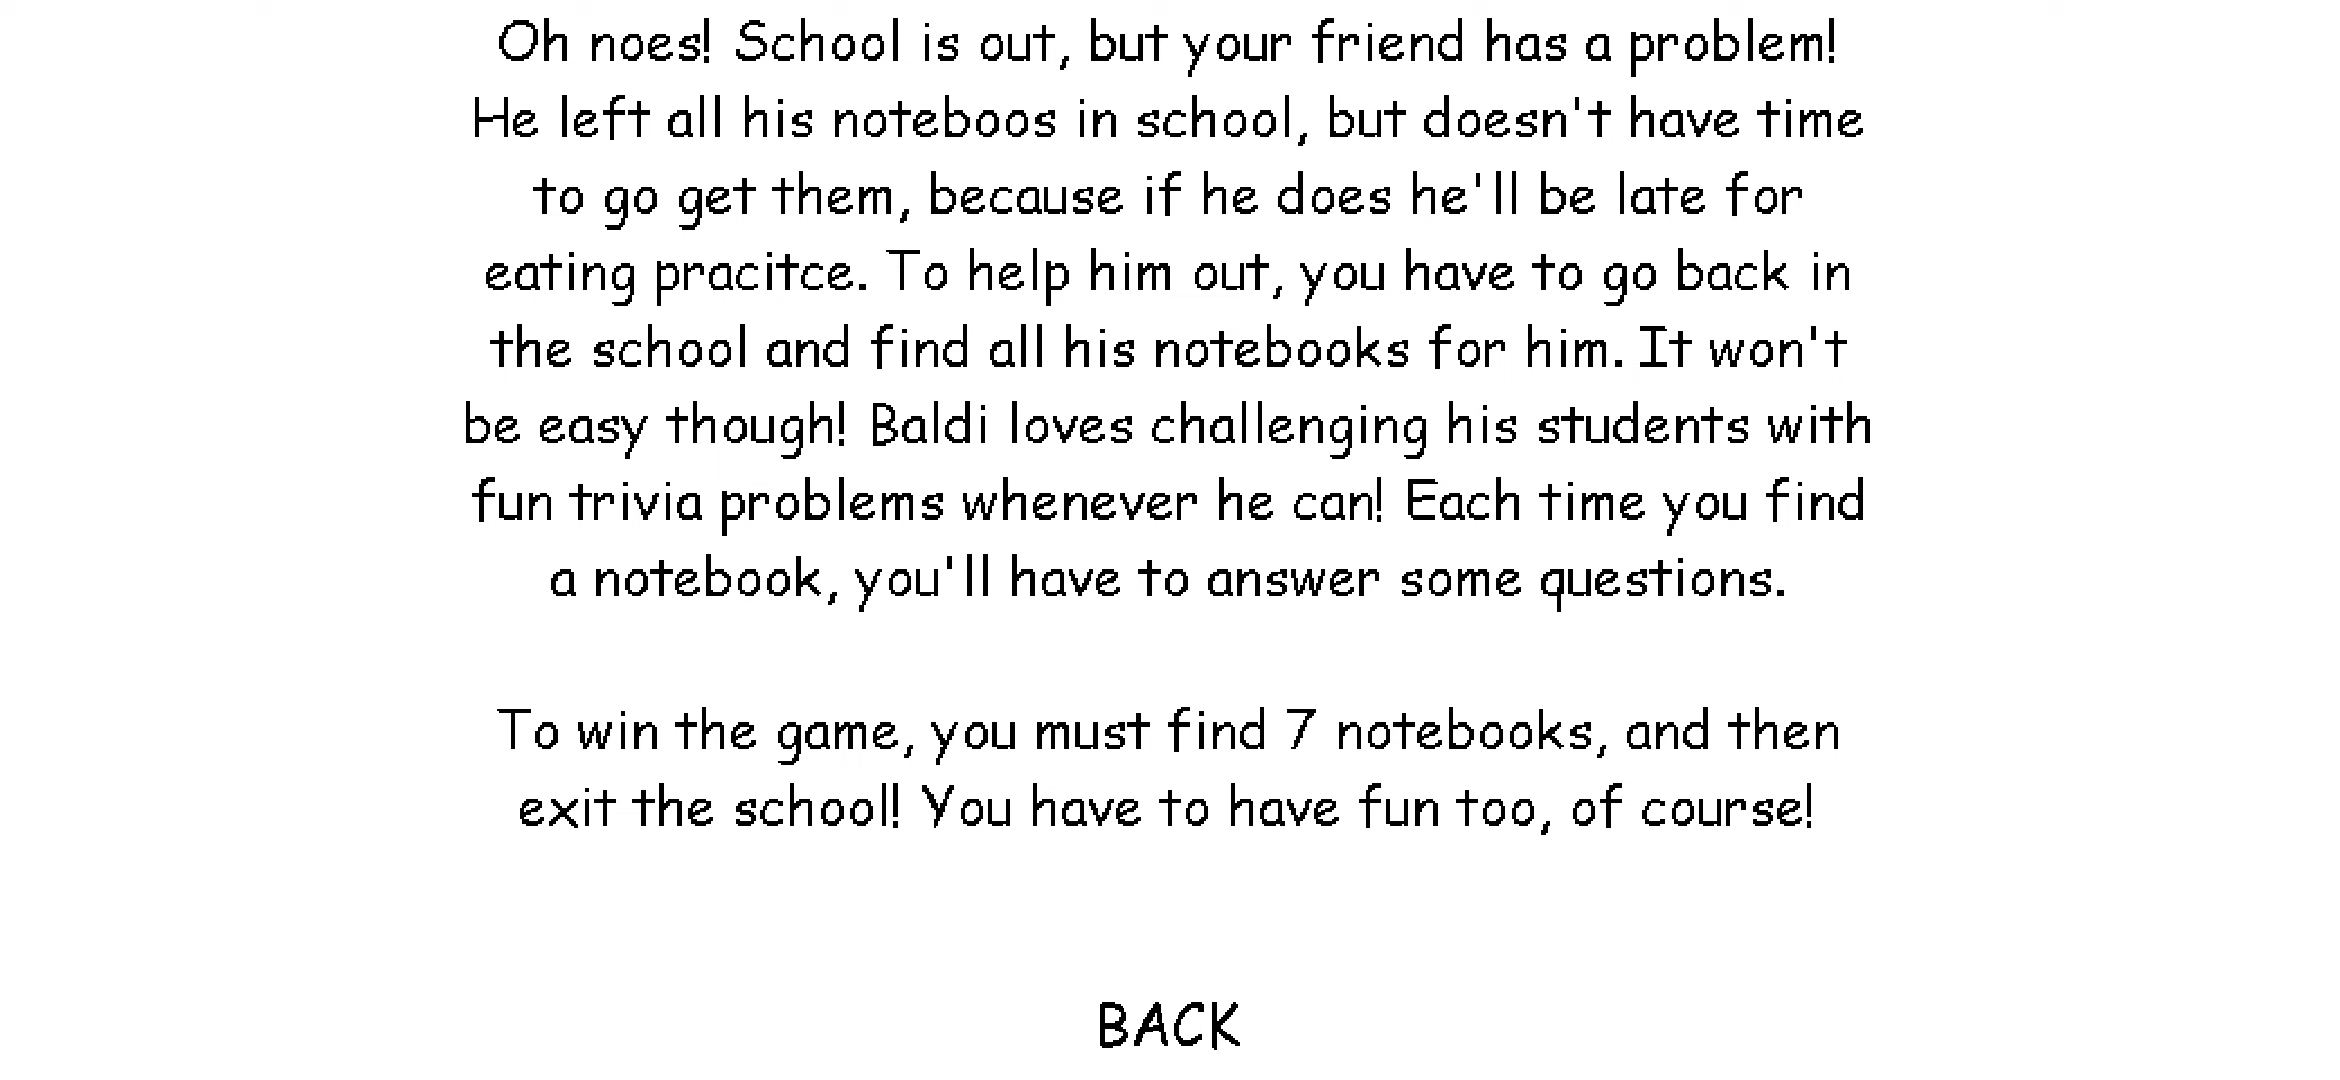 Oh noes! School is out, but your friend has a problem!
He left all his noteboos in school, but doesn't have time
to go get them, because if he does he'll be late for
eating pracitce. To help him out, you have to go back in
the school and find all his notebooks for him. It won't
be easy though! Baldi loves challenging his students with
fun trivia problems whenever he can! Each time you find
a notebook, you'll have to answer some questions.
To win the game, you must find 7 notebooks, and then
exit the school! You have to have fun too, of course!
BACK